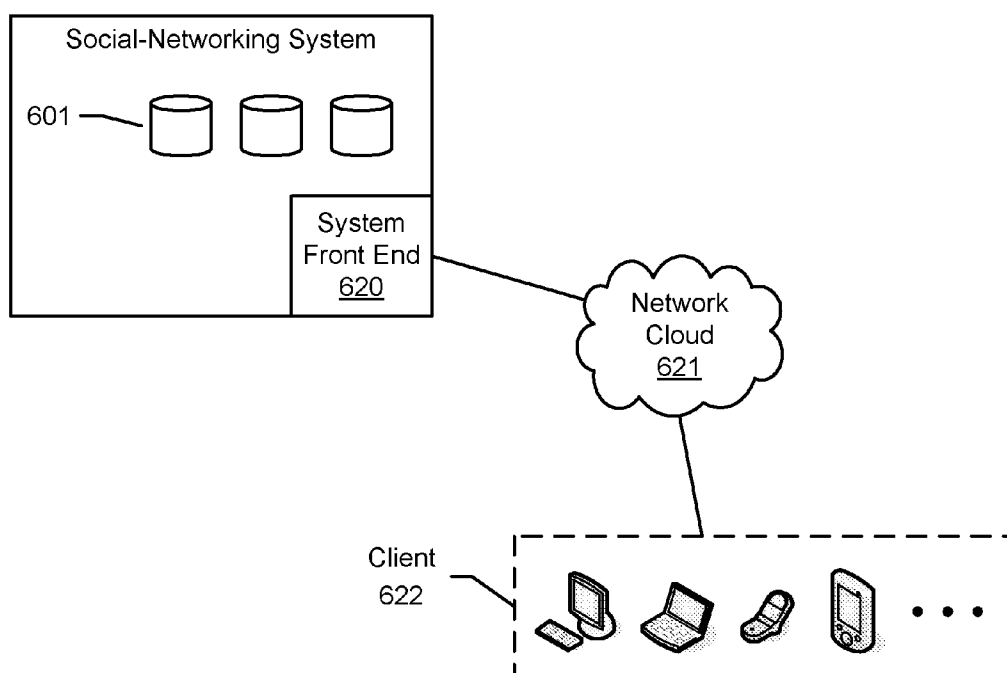 Social-Networking System
601
System
Front End
620
Network
Cloud
621
Client
622